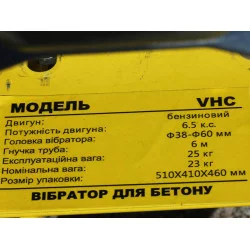 МОДЕЛЬ VHC
Двигун: бензиновий
Потужність двигуна: 6.5 к.с.
Головка вібратора: Ф38-Ф60 мм
Гнучка труба: 6 м
Експлуатаційна вага: 25 кг
Номінальна вага: 23 кг
Розмір упаковки: 510X410X460 мм
ВІБРАТОР ДЛЯ БЕТОНУ